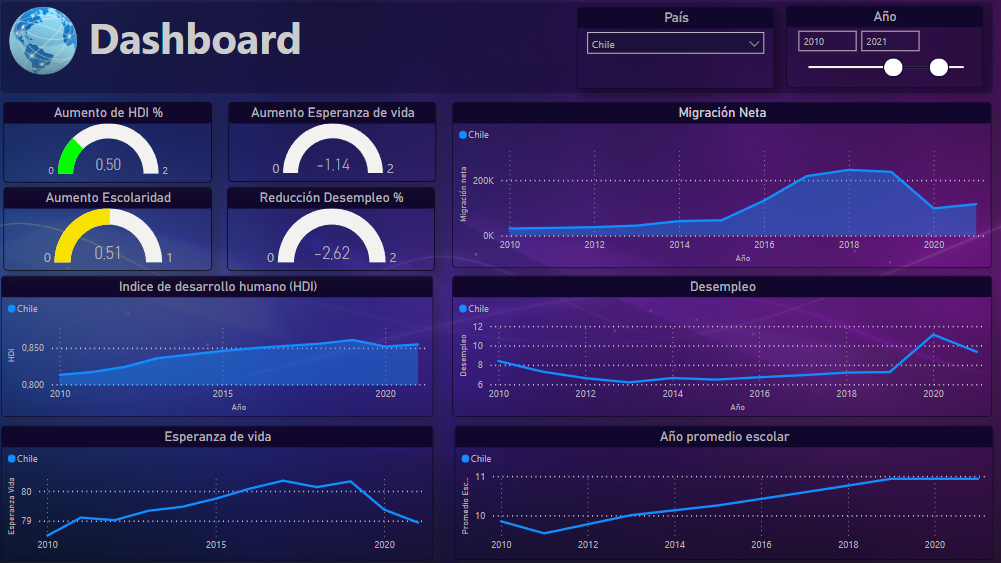 Dashboard
País
Chile
Año
2010 2021
Aumento de HDI %
0,50
0 2
Aumento Esperanza de vida
-1,14
0 2
Aumento Escolaridad
0,51
0 1
Reducción Desempleo %
-2,62
0 2
Migración Neta
Chile
Migración neta
200K
0K
2010 2012 2014 2016 2018 2020
Año
Indice de desarrollo humano (HDI)
Chile
HDI
0,850
0,800
2010 2015 2020
Año
Desempleo
Chile
Desempleo
12
10
8
6
2010 2012 2014 2016 2018 2020
Año
Esperanza de vida
Chile
Esperanza Vida
80
79
2010 2015 2020
Año promedio escolar
Chile
Promedio Esc...
11
10
2010 2012 2014 2016 2018 2020